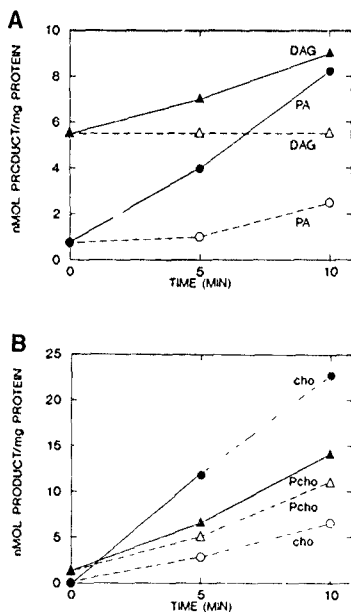 A
nMOL PRODUCT/mg PROTEIN
10
8
6
4
2
0
DAG
PA
DAG
PA
0
5
10
TIME (MIN)
B
nMOL PRODUCT/mg PROTEIN
25
20
15
10
5
0
cho
Pcho
Pcho
cho
0
5
10
TIME (MIN)